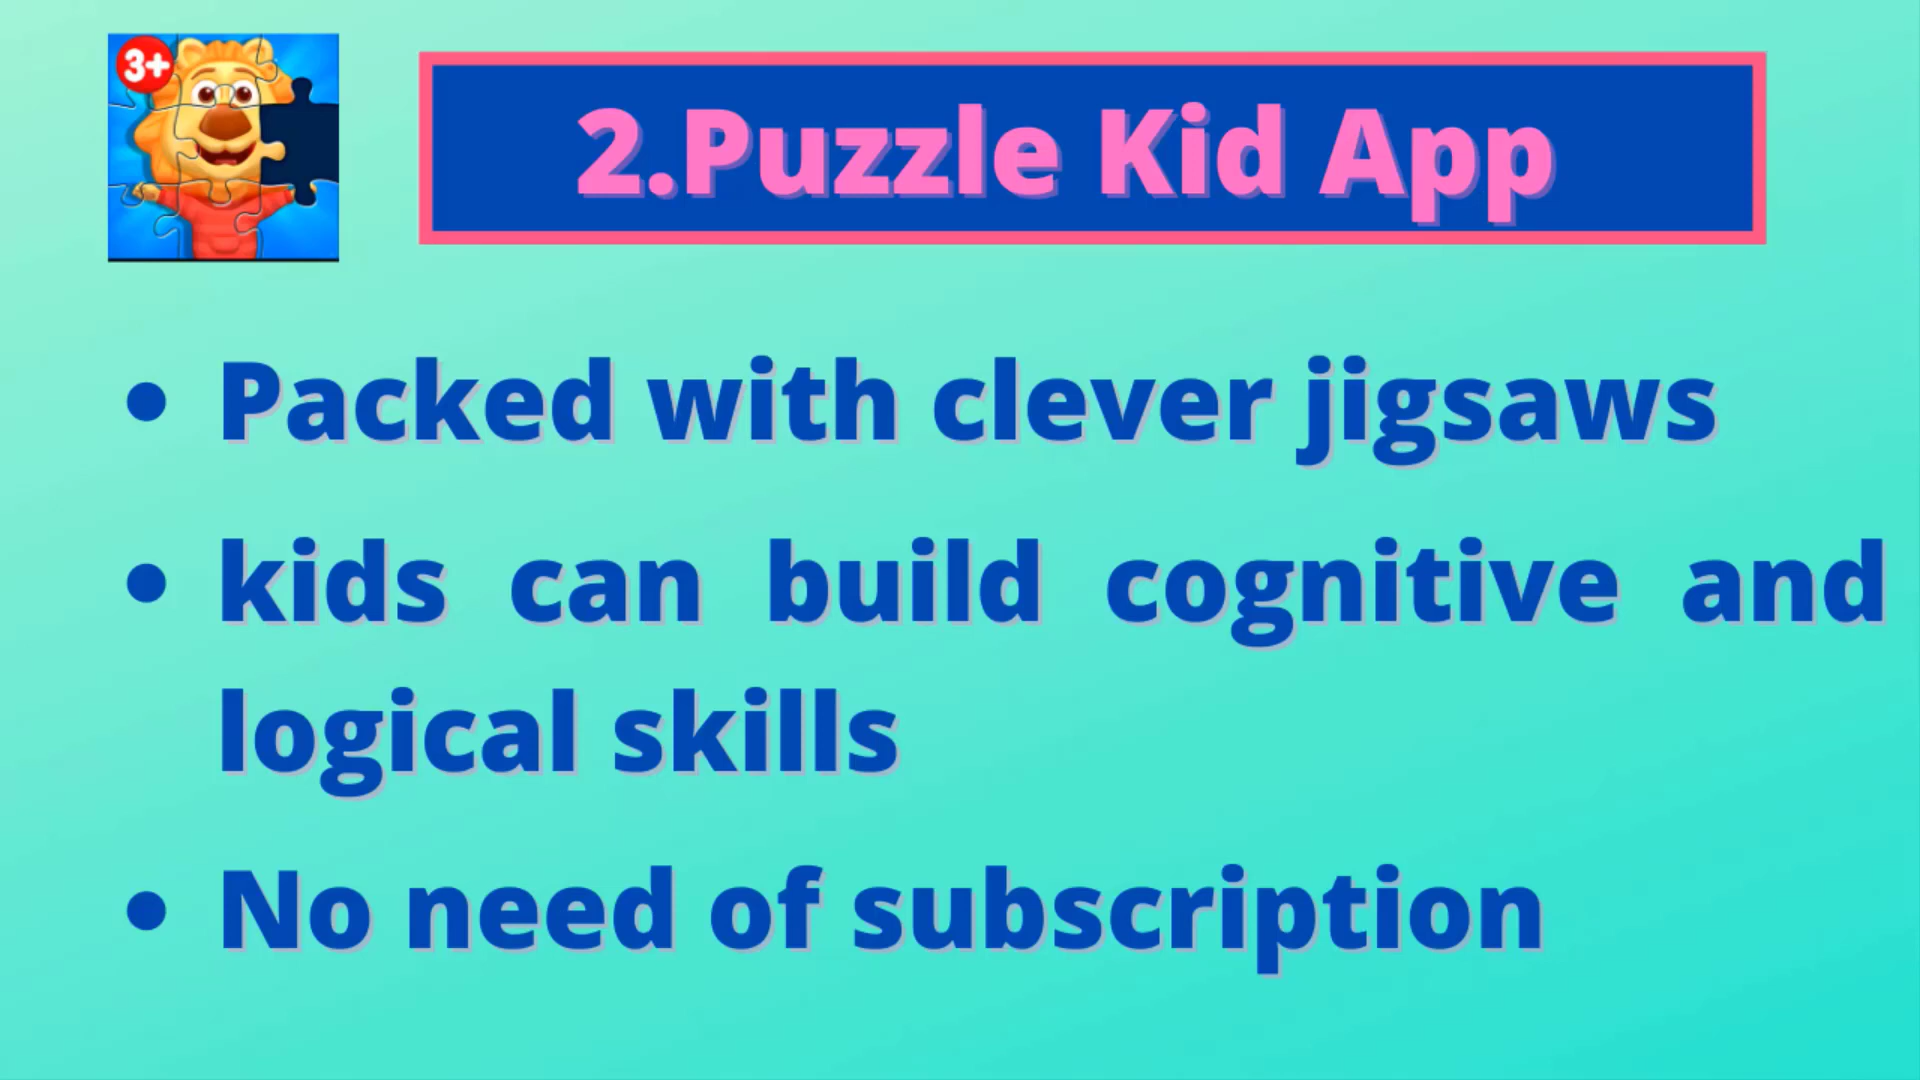 3+
2.Puzzle Kid App
• Packed with clever jigsaws
• kids can build cognitive and
logical skills
• No need of subscription